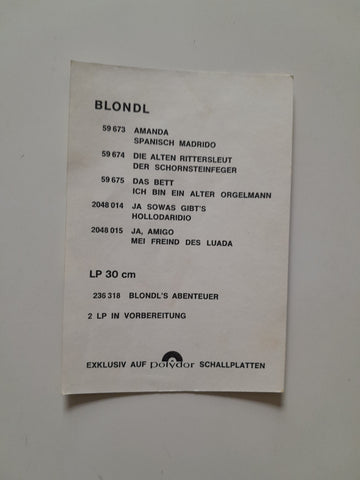 BLONDL
59 673 AMANDA
SPANISCH MADRIDO
59 674 DIE ALTEN RITTERSLEUT
DER SCHORNSTEINFEGER
59 675 DAS BETT
ICH BIN EIN ALTER ORGELMANN
2048 014 JA SOWAS GIBT'S
HOLLODARIDIO
2048 015 JA, AMIGO
MEI FREIND DES LUADA
LP 30 cm
236 318 BLONDL'S ABENTEUER
2 LP IN VORBEREITUNG
EXKLUSIV AUF polydor SCHALLPLATTEN